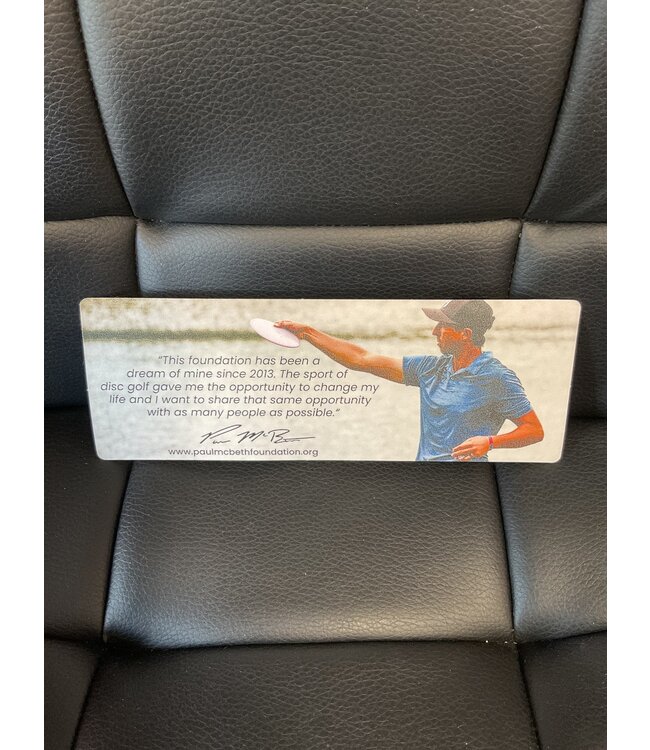 “This foundation has been a
dream of mine since 2013. The sport of
disc golf gave me the opportunity to change my
life and I want to share that same opportunity
with as many people as possible.”
Paul McBeth
www.paulmcbethfoundation.org